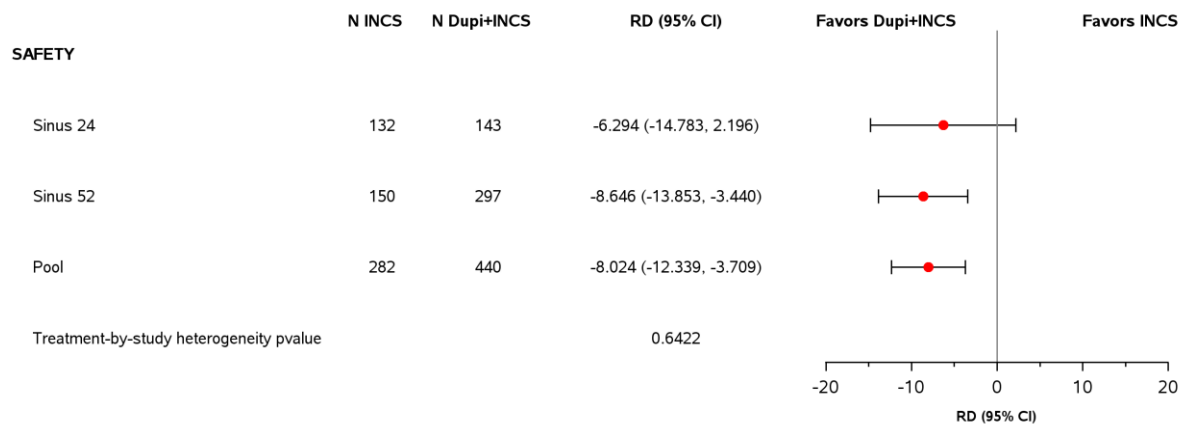 N INCS N Dupi+INCS RD (95% CI) Favors Dupi+INCS Favors INCS
SAFETY
Sinus 24 132 143 -6.294 (-14.783, 2.196)
Sinus 52 150 297 -8.646 (-13.853, -3.440)
Pool 282 440 -8.024 (-12.339, -3.709)
Treatment-by-study heterogeneity pvalue 0.6422
-20 -10 0 10 20
RD (95% CI)